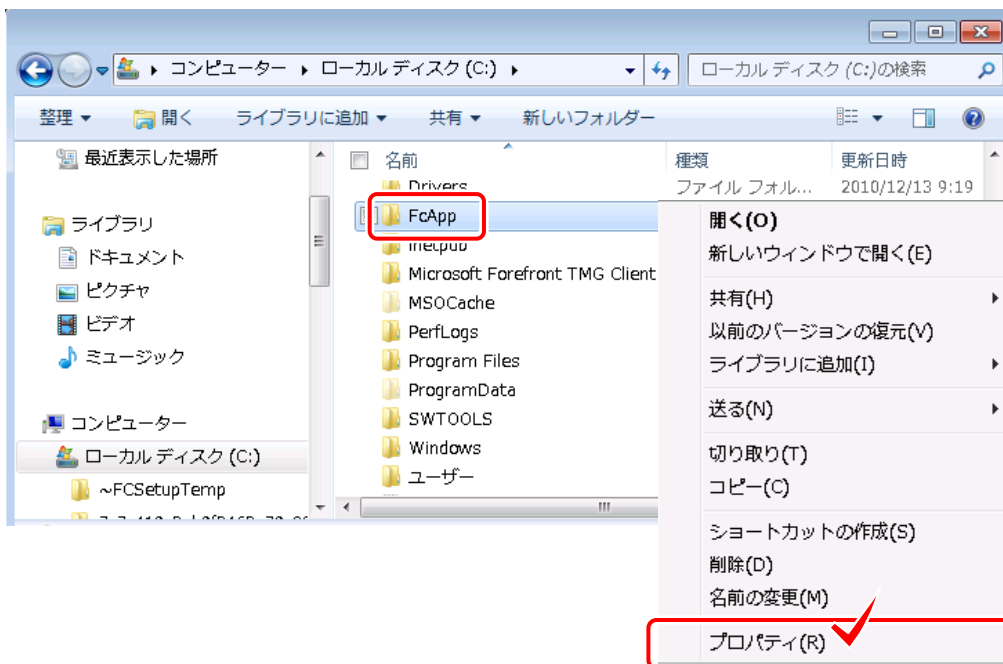 コンピューター ローカル ディスク (C:)
ローカル ディスク (C:)の検索
整理 開く ライブラリに追加 共有 新しいフォルダー
最近表示した場所
ライブラリ
ドキュメント
ピクチャ
ビデオ
ミュージック
コンピューター
ローカル ディスク (C:)
~FCSetupTemp
名前 種類 更新日時
Drivers ファイル フォル... 2010/12/13 9:19
FcApp
inetpub
Microsoft Forefront TMG Client
MSOCache
PerfLogs
Program Files
ProgramData
SWTOOLS
Windows
ユーザー
開く(O)
新しいウィンドウで開く(E)
共有(H)
以前のバージョンの復元(V)
ライブラリに追加(I)
送る(N)
切り取り(T)
コピー(C)
ショートカットの作成(S)
削除(D)
名前の変更(M)
プロパティ(R)